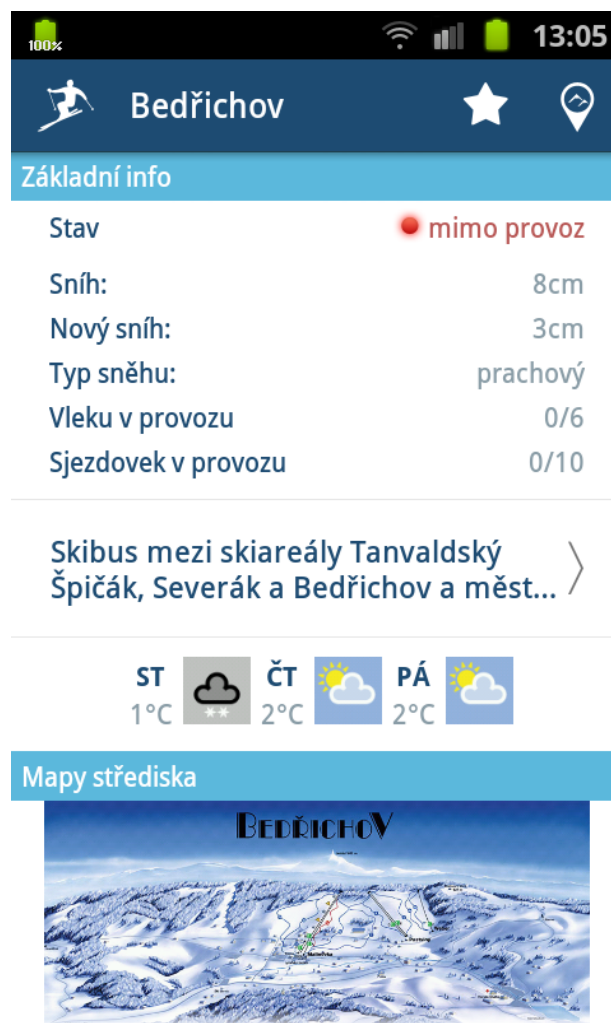 100%
13:05
Bedřichov
Základní info
Stav
mimo provoz
Sníh:
8cm
Nový sníh:
3cm
Typ sněhu:
prachový
Vleku v provozu
0/6
Sjezdovek v provozu
0/10
Skibus mezi skiareály Tanvaldský
Špičák, Severák a Bedřichov a měst...
ST
1°C
ČT
2°C
PÁ
2°C
Mapy střediska
BEDŘICHOV